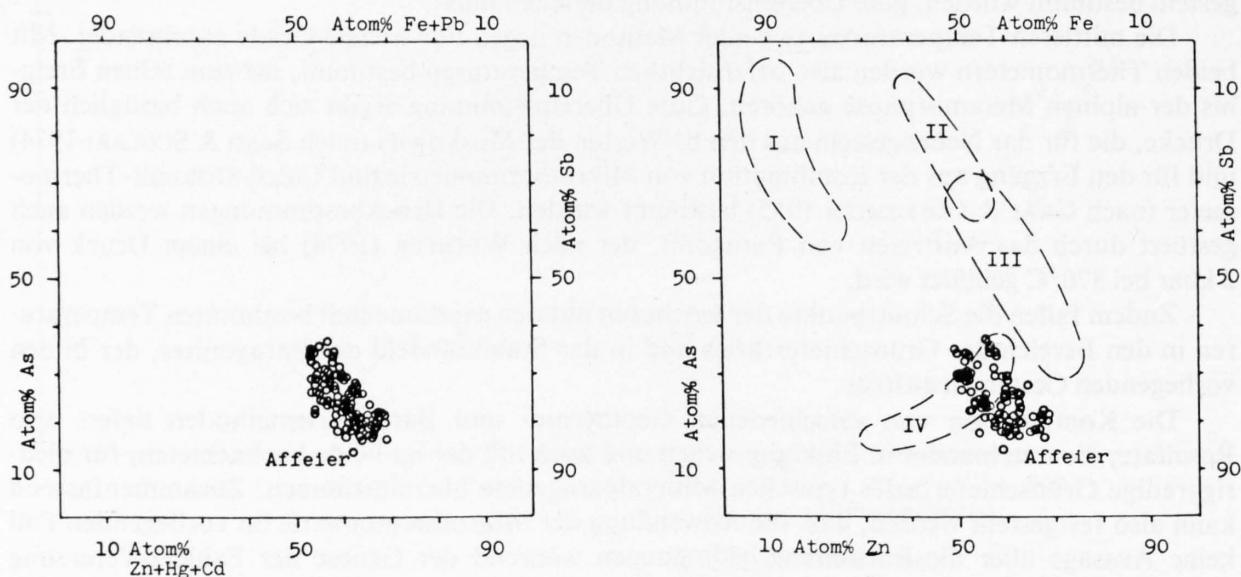 90 50 Atom% Fe+Pb 10
90 10
Atom% Sb
50 50
Atom% As
10 90
Affeier
10 Atom% 50 90
Zn+Hg+Cd
90 50 Atom% Fe 10
90 10
I
II
Atom% Sb
50 III 50
Atom% As
IV
10 Affeier 90
10 Atom% Zn 50 90